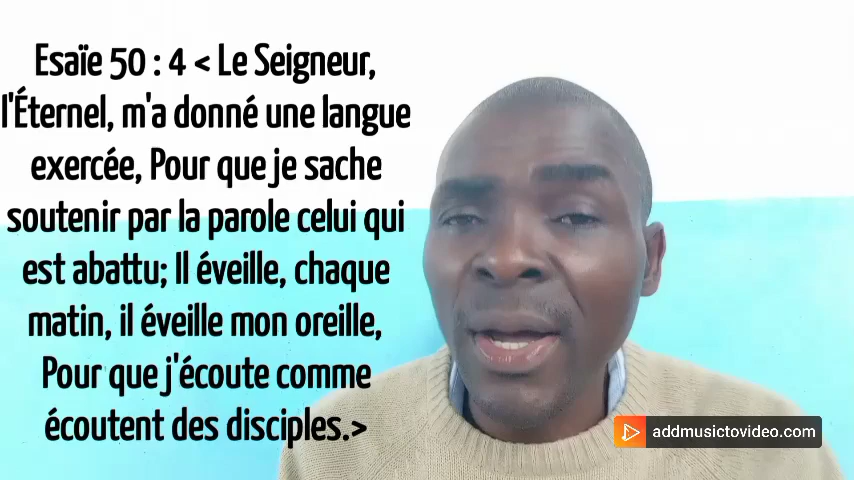 Esaïe 50 : 4 < Le Seigneur,
l'Éternel, m'a donné une langue
exercée, Pour que je sache
soutenir par la parole celui qui
est abattu; Il éveille, chaque
matin, il éveille mon oreille,
Pour que j'écoute comme
écoutent des disciples.>
addmusictovideo.com